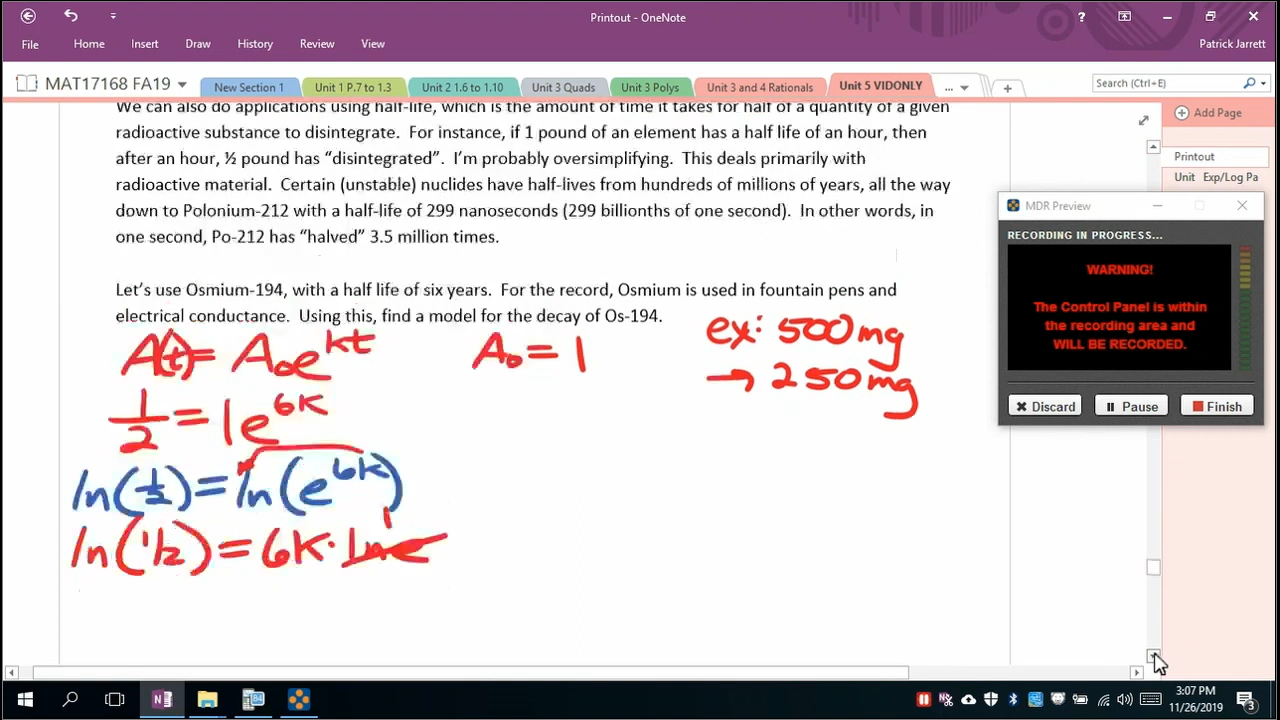 Printout - OneNote
File Home Insert Draw History Review View
Patrick Jarrett
MAT17168 FA19
New Section 1 Unit 1 P.7 to 1.3 Unit 2 1.6 to 1.10 Unit 3 Quads Unit 3 Polys Unit 3 and 4 Rationals Unit 5 VIDONLY ...
Search (Ctrl+E)
Add Page
Printout
Unit Exp/Log Pa
We can also do applications using half-life, which is the amount of time it takes for half of a quantity of a given
radioactive substance to disintegrate. For instance, if 1 pound of an element has a half life of an hour, then
after an hour, ½ pound has “disintegrated”. I’m probably oversimplifying. This deals primarily with
radioactive material. Certain (unstable) nuclides have half-lives from hundreds of millions of years, all the way
down to Polonium-212 with a half-life of 299 nanoseconds (299 billionths of one second). In other words, in
one second, Po-212 has “halved” 3.5 million times.
Let’s use Osmium-194, with a half life of six years. For the record, Osmium is used in fountain pens and
electrical conductance. Using this, find a model for the decay of Os-194.
A(t) = A₀e^kt
A₀ = 1
ex: 500mg
→ 250mg
1/2 = 1e^6K
ln(1/2) = ln(e^6K)
ln(1/2) = 6K · lne 1
MDR Preview
RECORDING IN PROGRESS...
WARNING!
The Control Panel is within
the recording area and
WILL BE RECORDED.
Discard Pause Finish
3:07 PM
11/26/2019
3